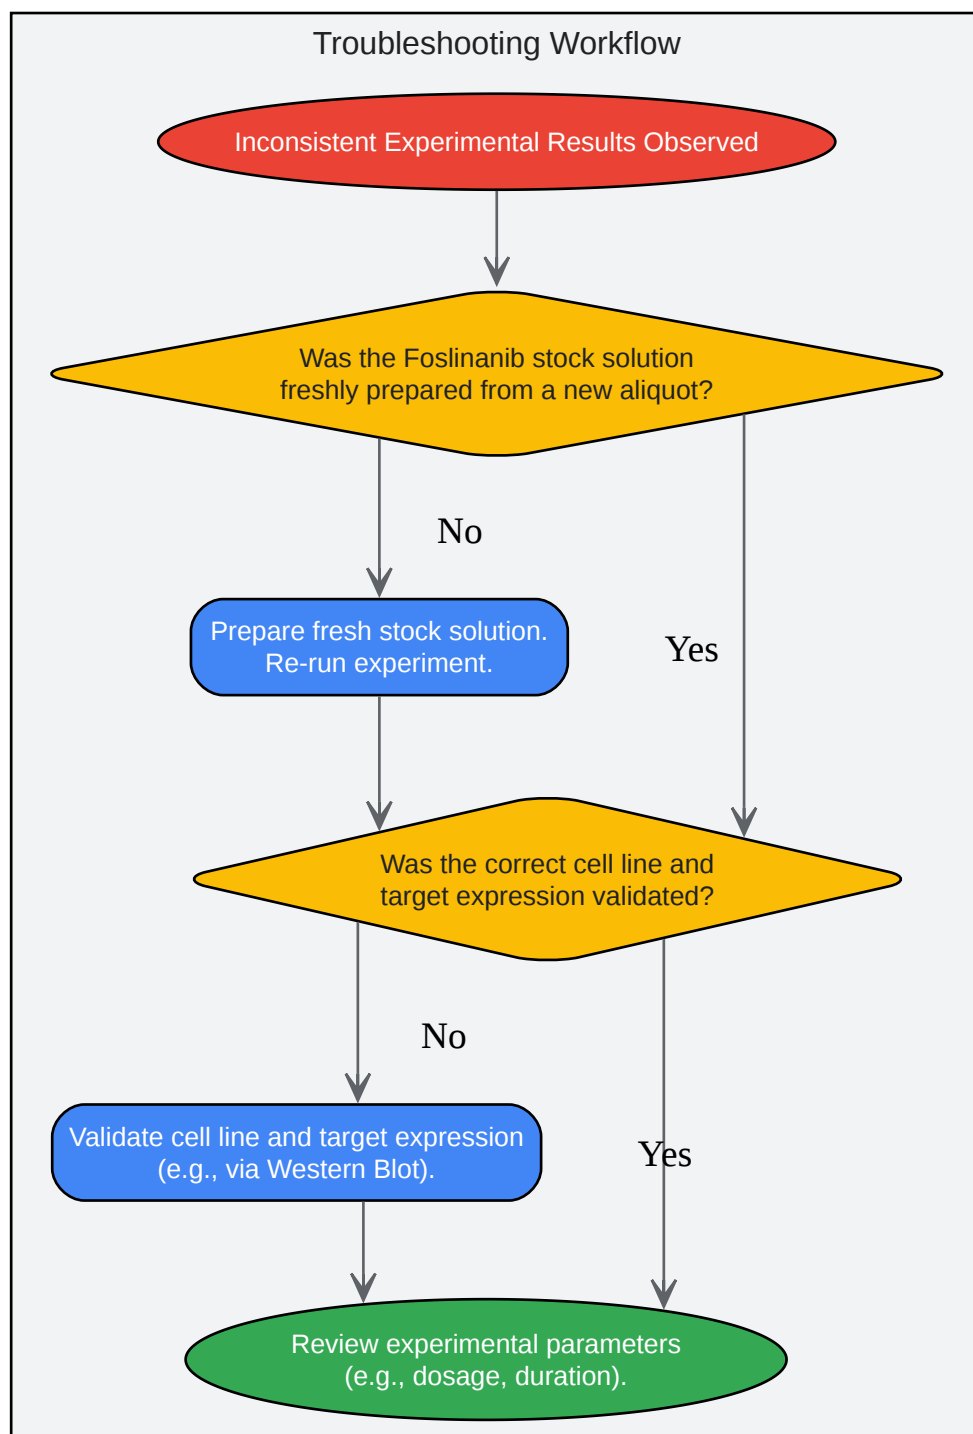 Troubleshooting Workflow
Inconsistent Experimental Results Observed
Was the Foslinanib stock solution
freshly prepared from a new aliquot?
No
Prepare fresh stock solution.
Re-run experiment.
Yes
Was the correct cell line and
target expression validated?
No
Validate cell line and target expression
(e.g., via Western Blot).
Yes
Review experimental parameters
(e.g., dosage, duration).